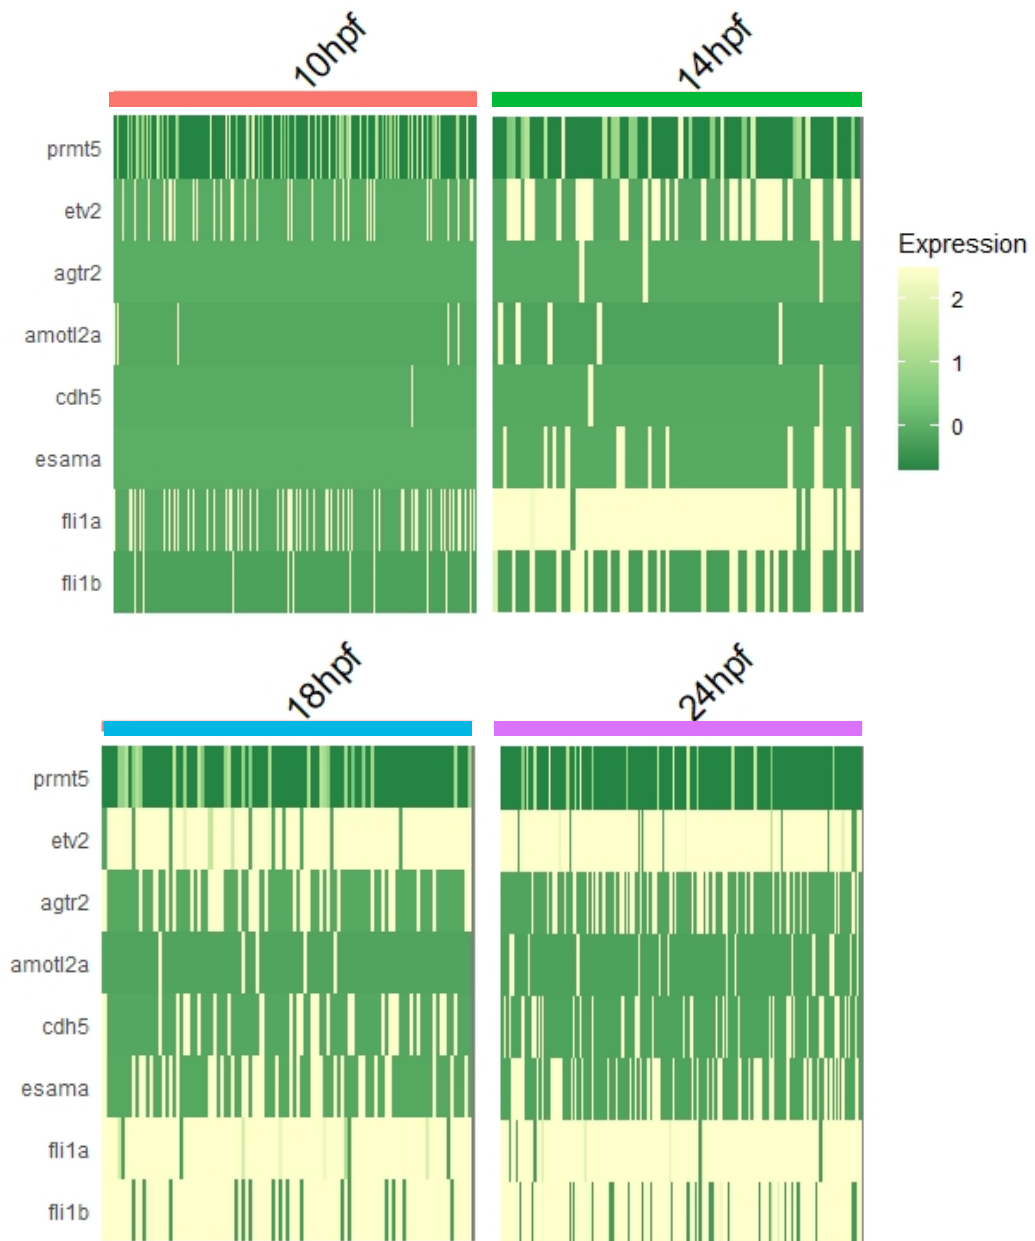 10hpf
14hpf
prmt5
etv2
agtr2
amotl2a
cdh5
esama
fli1a
fli1b
Expression
2
1
0
18hpf
24hpf
prmt5
etv2
agtr2
amotl2a
cdh5
esama
fli1a
fli1b